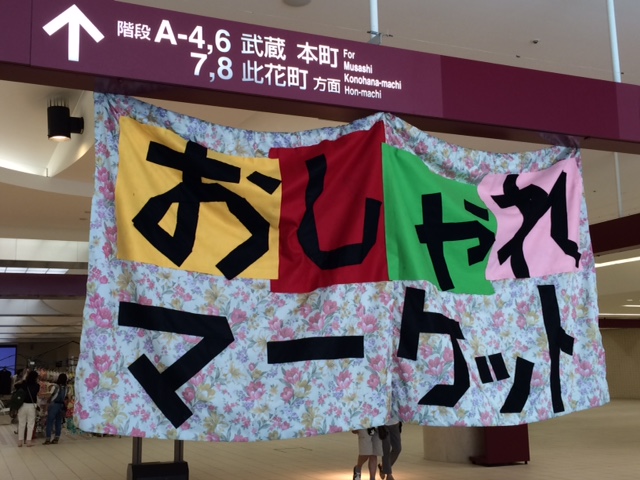 階段 A-4,6 武蔵 本町 For Musashi
7,8 此花町 方面 Konohana-machi Hon-machi
おしゃれ
マーケット